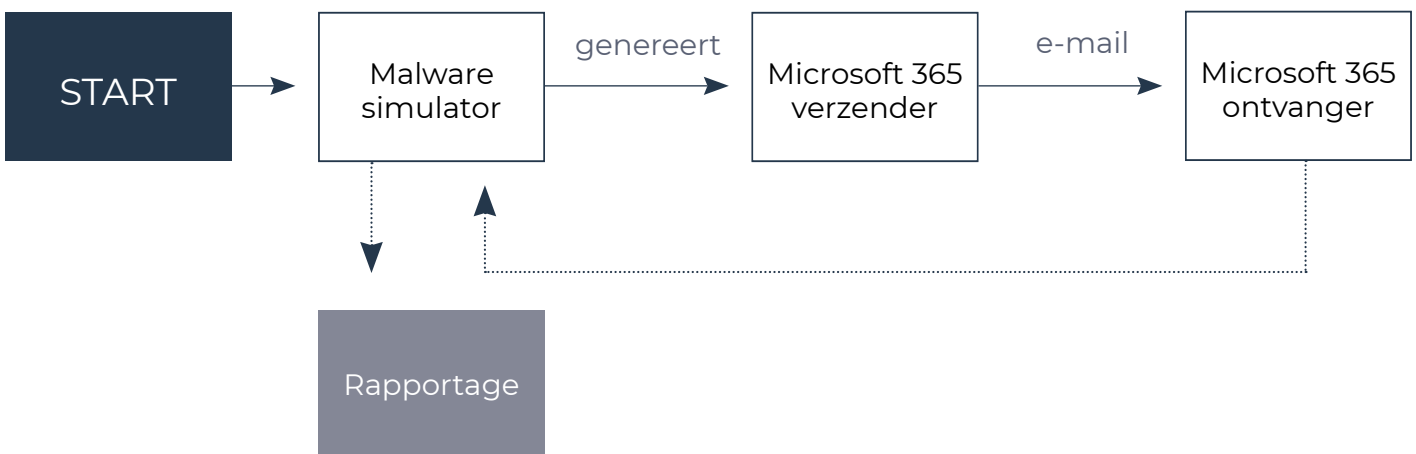 START
Malware
simulator
genereert
Microsoft 365
verzender
e-mail
Microsoft 365
ontvanger
Rapportage